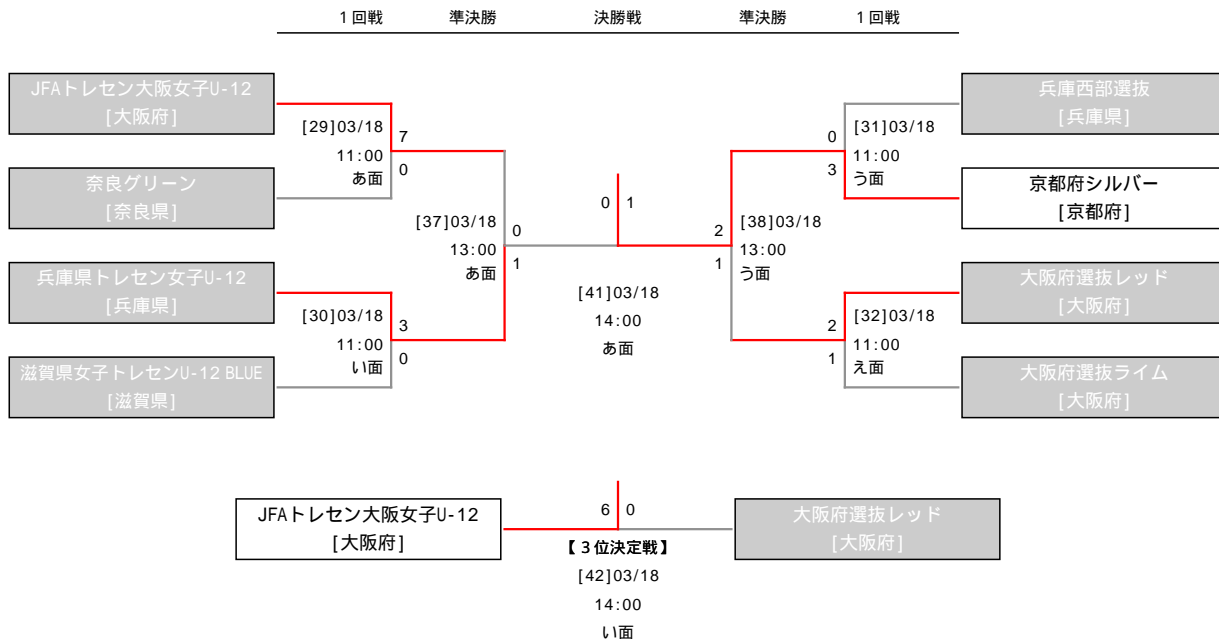 1回戦 準決勝 決勝戦 準決勝 1回戦
JFAトレセン大阪女子U-12
[大阪府]
奈良グリーン
[奈良県]
兵庫県トレセン女子U-12
[兵庫県]
滋賀県女子トレセンU-12 BLUE
[滋賀県]
[29]03/18
11:00
あ面
7
0
[30]03/18
11:00
い面
3
0
[37]03/18
13:00
あ面
0
1
0 1
[41]03/18
14:00
あ面
2
1
[38]03/18
13:00
う面
0
3
[31]03/18
11:00
う面
2
1
[32]03/18
11:00
え面
兵庫西部選抜
[兵庫県]
京都府シルバー
[京都府]
大阪府選抜レッド
[大阪府]
大阪府選抜ライム
[大阪府]
JFAトレセン大阪女子U-12
[大阪府]
6 0
【3位決定戦】
[42]03/18
14:00
い面
大阪府選抜レッド
[大阪府]